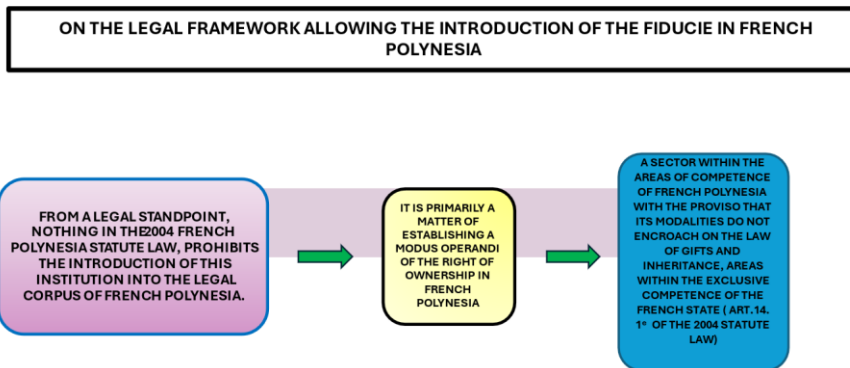 ON THE LEGAL FRAMEWORK ALLOWING THE INTRODUCTION OF THE FIDUCIE IN FRENCH
POLYNESIA
FROM A LEGAL STANDPOINT,
NOTHING IN THE2004 FRENCH
POLYNESIA STATUTE LAW, PROHIBITS
THE INTRODUCTION OF THIS
INSTITUTION INTO THE LEGAL
CORPUS OF FRENCH POLYNESIA.
IT IS PRIMARILY A
MATTER OF
ESTABLISHING A
MODUS OPERANDI
OF THE RIGHT OF
OWNERSHIP IN
FRENCH
POLYNESIA
A SECTOR WITHIN THE
AREAS OF COMPETENCE
OF FRENCH POLYNESIA
WITH THE PROVISO THAT
ITS MODALITIES DO NOT
ENCROACH ON THE LAW
OF GIFTS AND
INHERITANCE, AREAS
WITHIN THE EXCLUSIVE
COMPETENCE OF THE
FRENCH STATE ( ART.14.
1° OF THE 2004 STATUTE
LAW)